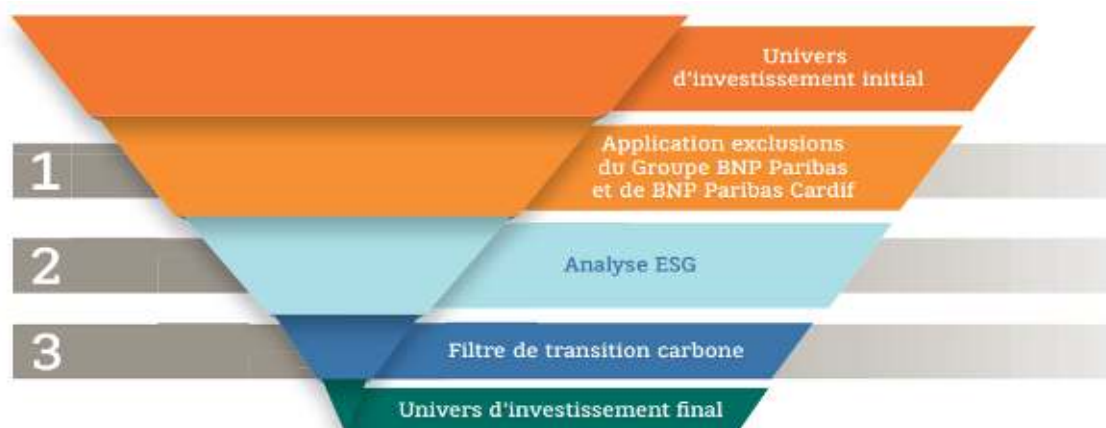 Univers
d'investissement initial
1
Application exclusions
du Groupe BNP Paribas
et de BNP Paribas Cardif
2
Analyse ESG
3
Filtre de transition carbone
Univers d'investissement final